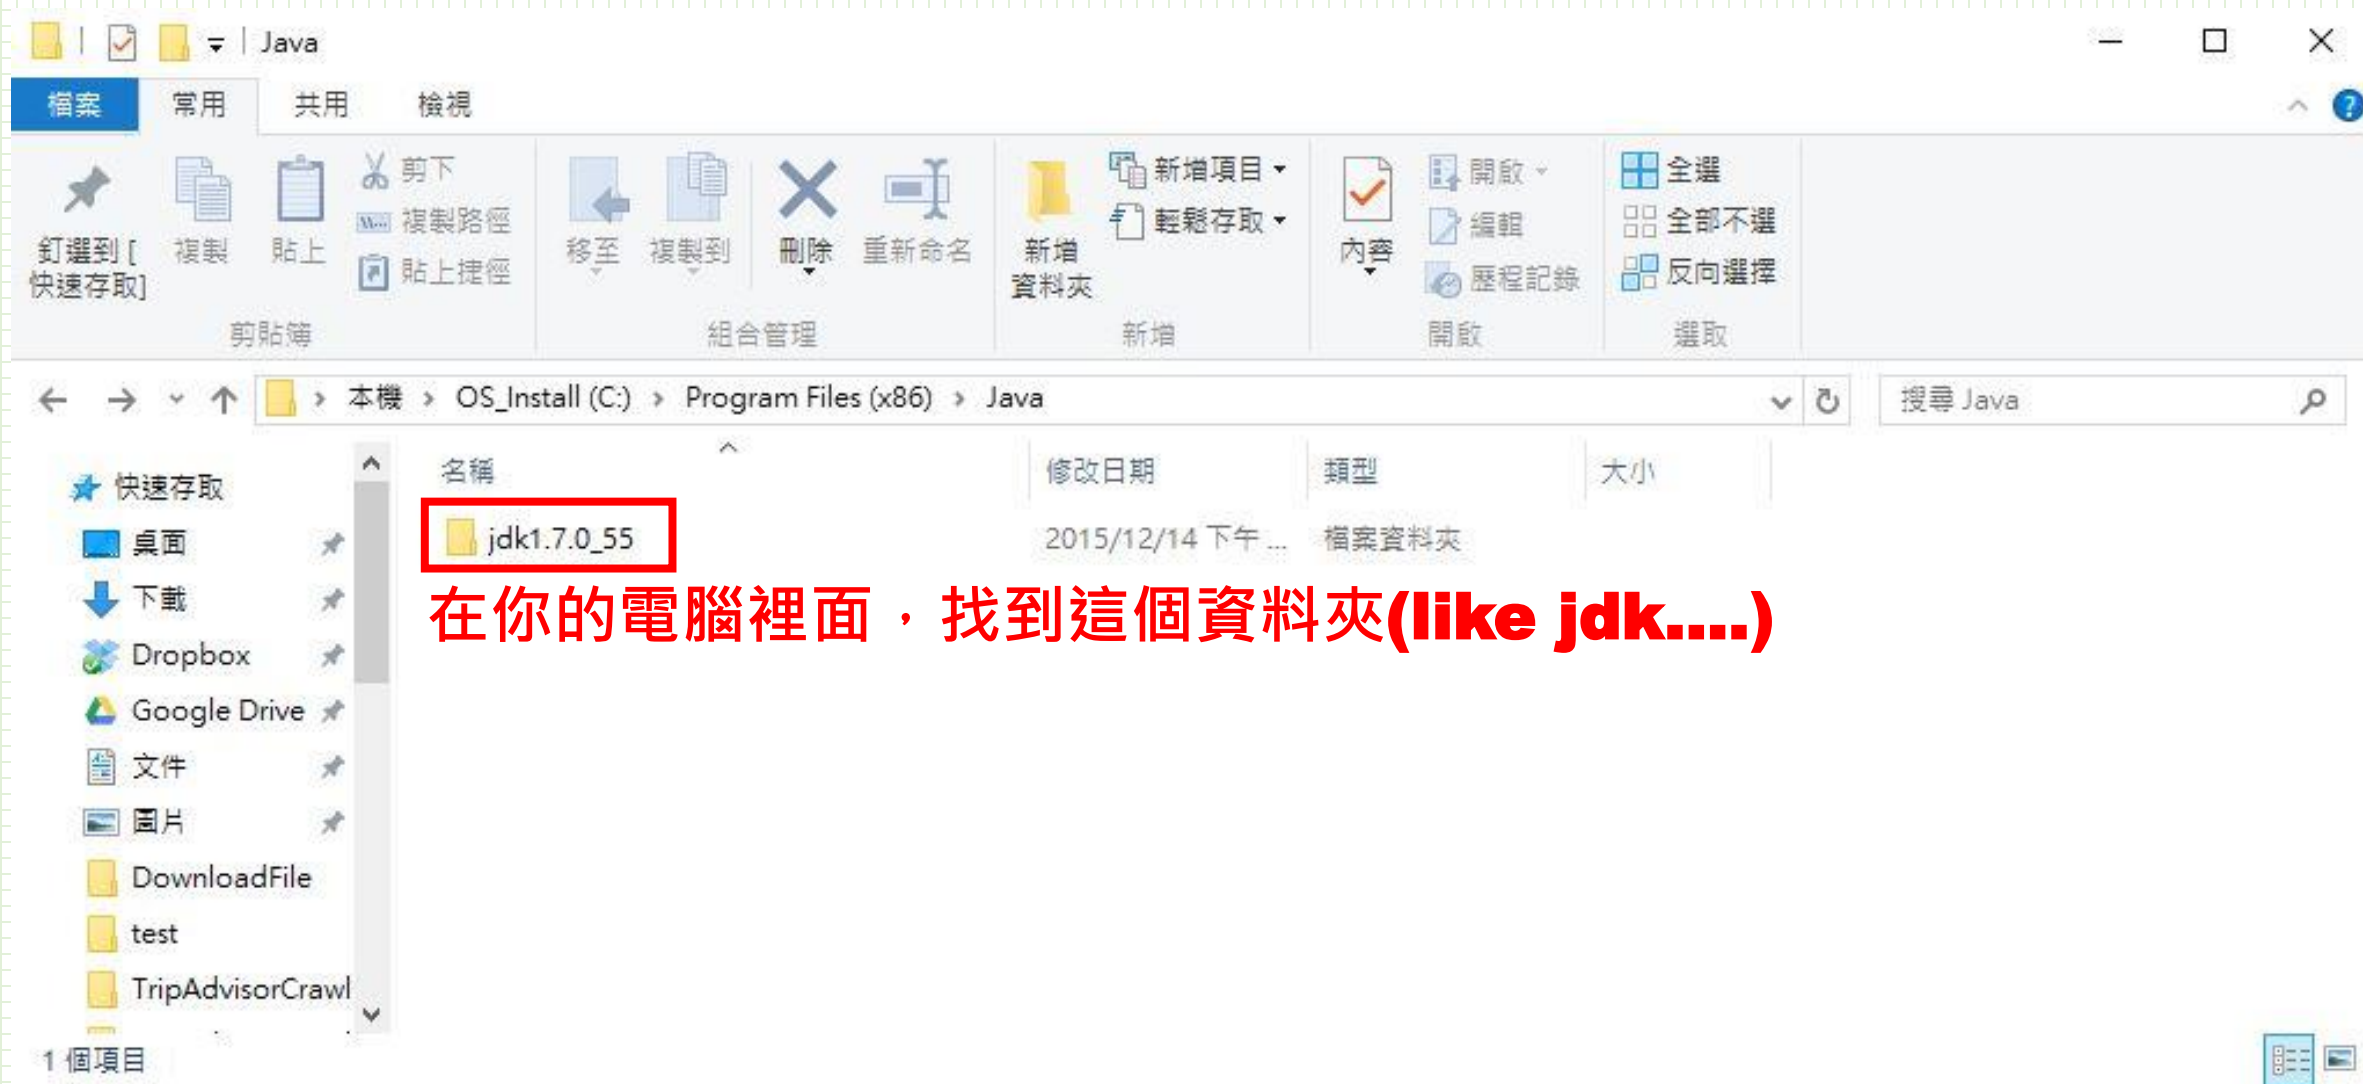 Java
檔案 常用 共用 檢視
釘選到 [
快速存取]
複製
貼上
剪下
複製路徑
貼上捷徑
剪貼簿
移至
複製到
刪除
重新命名
組合管理
新增
資料夾
新增項目
輕鬆存取
新增
內容
開啟
編輯
歷程記錄
開啟
全選
全部不選
反向選擇
選取
本機 › OS_Install (C:) › Program Files (x86) › Java
搜尋 Java
名稱 修改日期 類型 大小
jdk1.7.0_55 2015/12/14 下午 ... 檔案資料夾
在你的電腦裡面，找到這個資料夾(like jdk....)
快速存取
桌面
下載
Dropbox
Google Drive
文件
圖片
DownloadFile
test
TripAdvisorCrawl
1 個項目